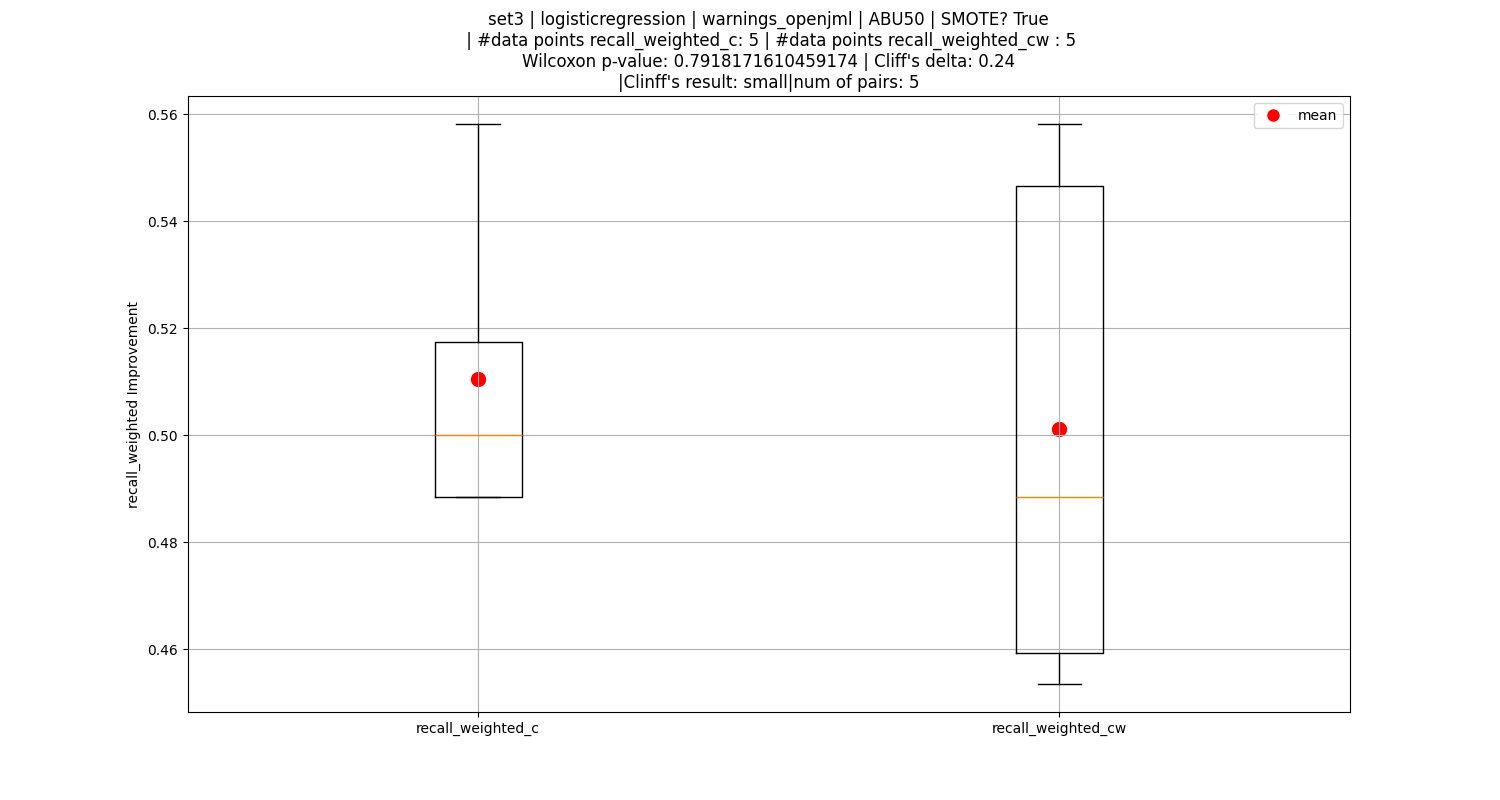 set3 | logisticregression | warnings_openjml | ABU50 | SMOTE? True
| #data points recall_weighted_c: 5 | #data points recall_weighted_cw : 5
Wilcoxon p-value: 0.7918171610459174 | Cliff's delta: 0.24
|Clinff's result: small|num of pairs: 5
mean
recall_weighted Improvement
0.56
0.54
0.52
0.50
0.48
0.46
recall_weighted_c
recall_weighted_cw